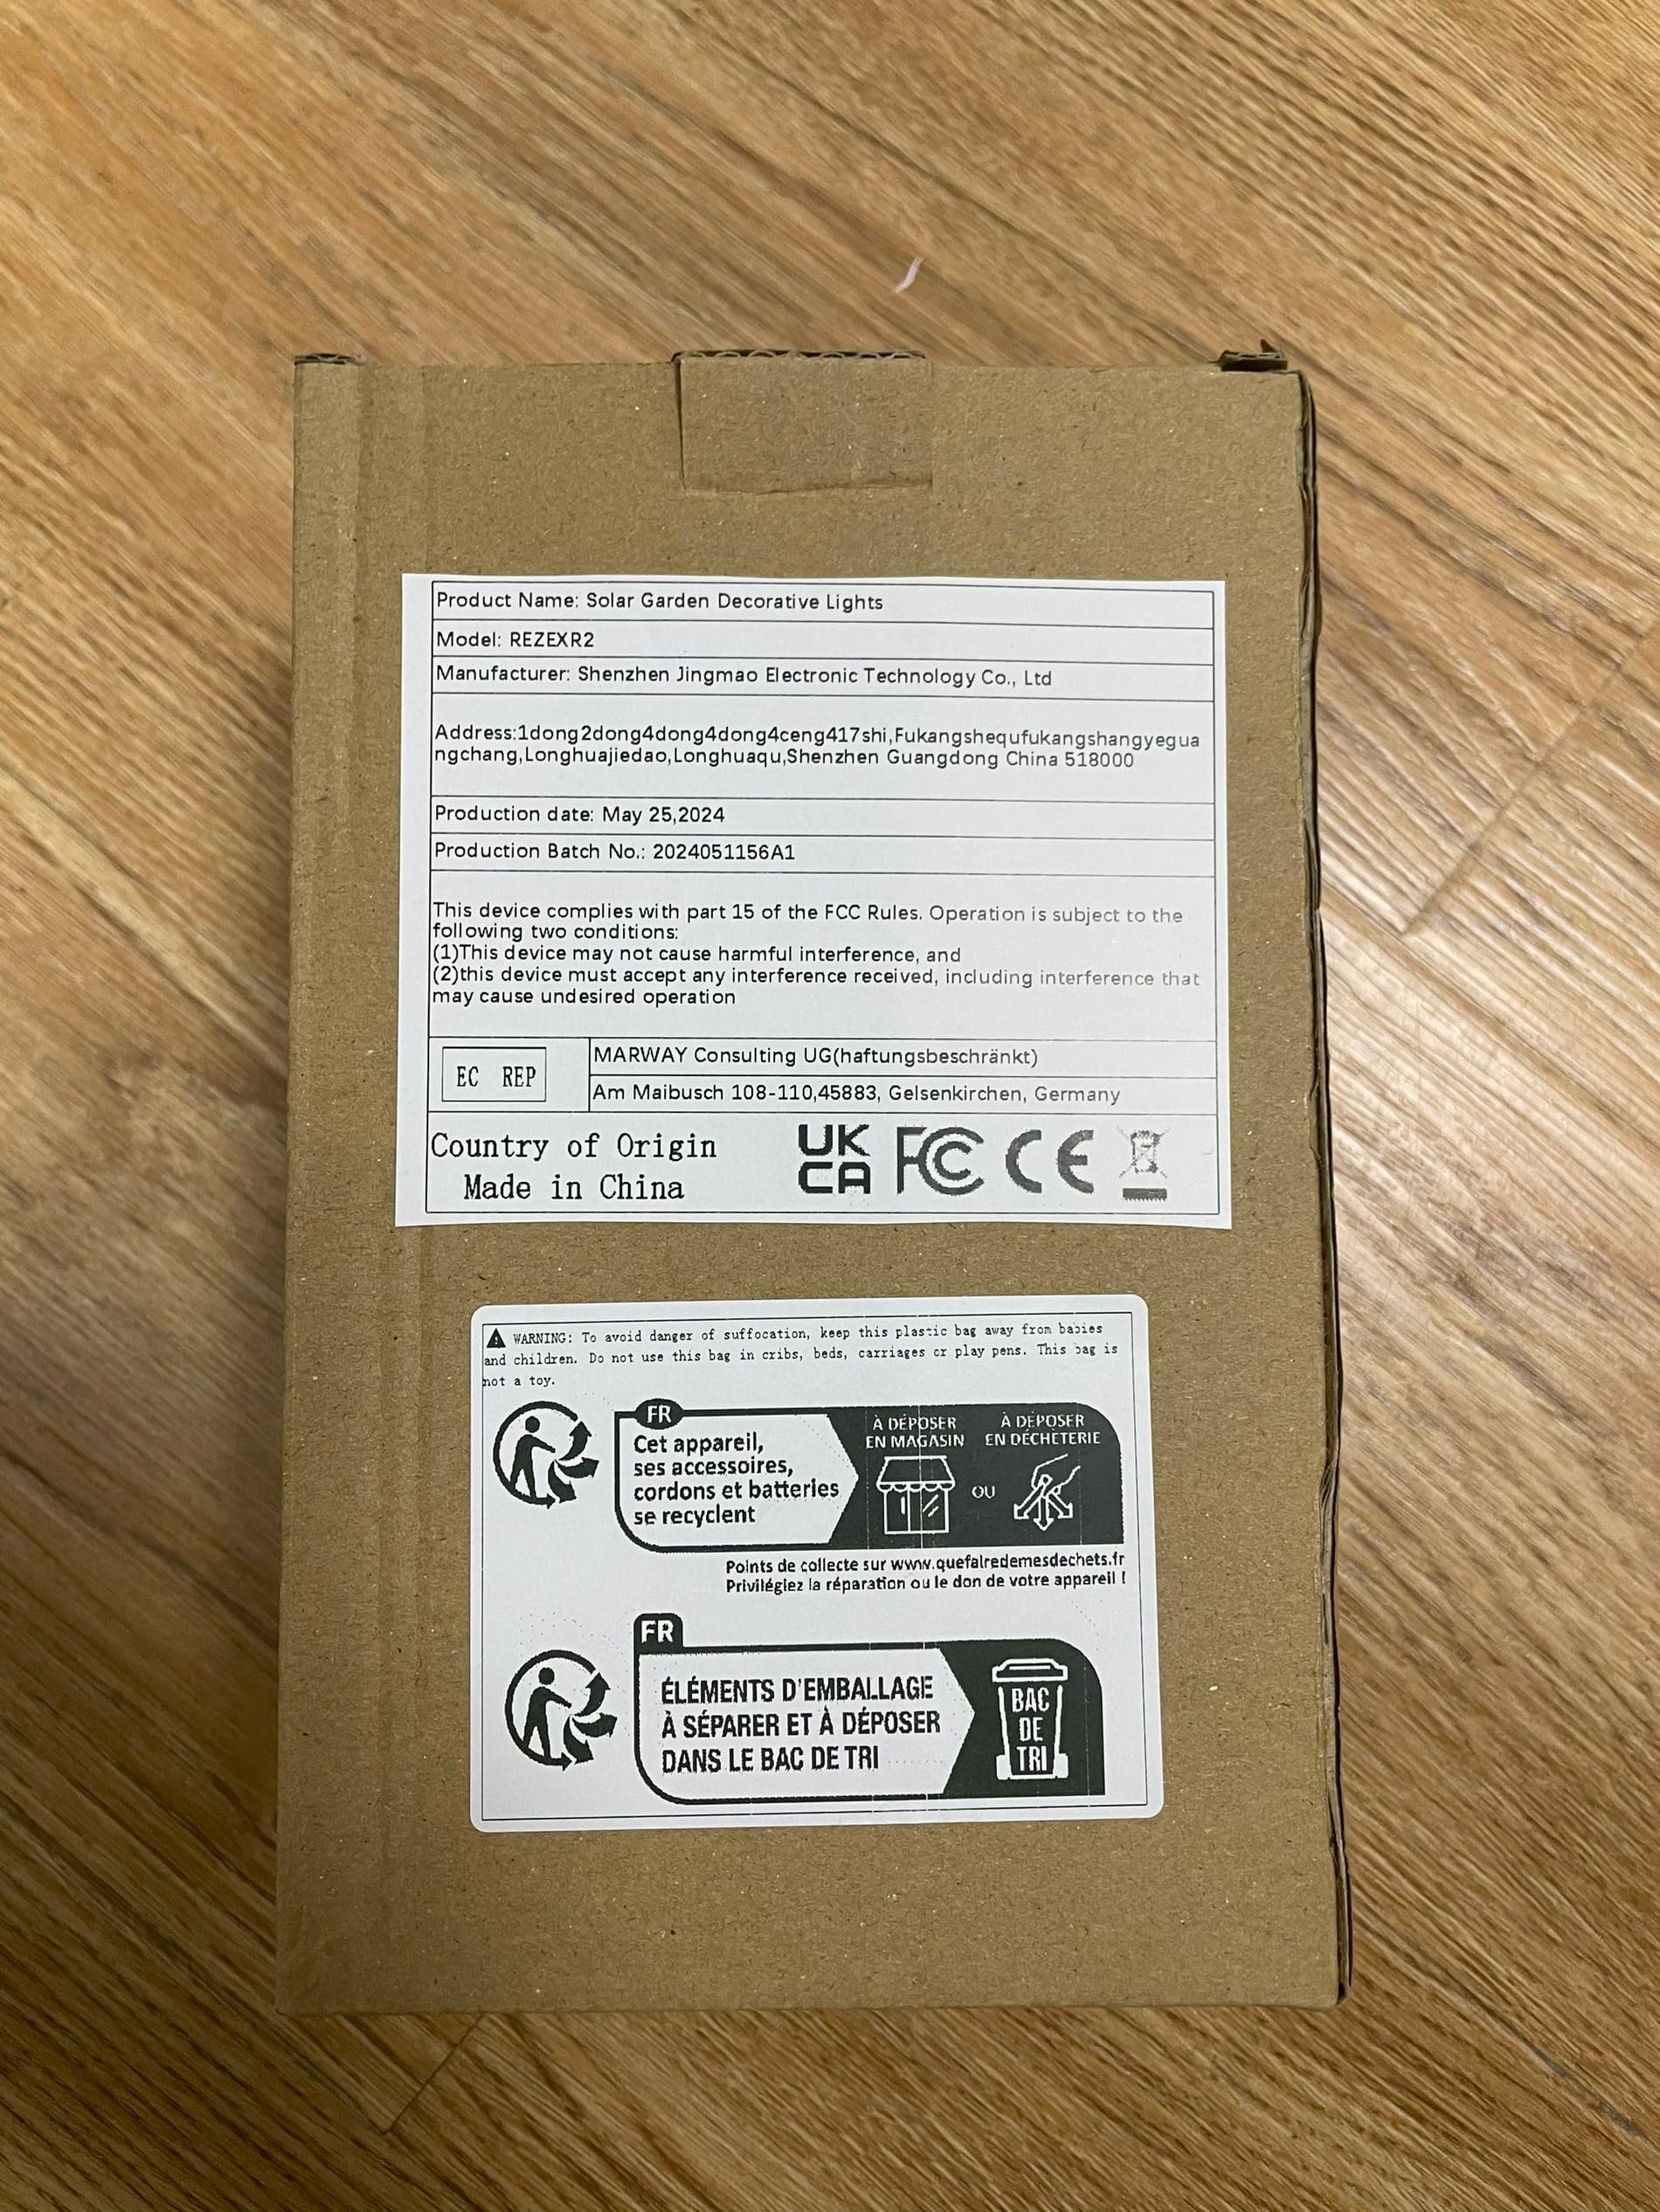 Product Name: Solar Garden Decorative Lights
Model: REZEXR2
Manufacturer: Shenzhen Jingmao Electronic Technology Co., Ltd
Address:1dong2dong4dong4dong4ceng417shi,Fukangshequfukangshangyegua
ngchang,Longhuajiedao,Longhuaqu,Shenzhen Guangdong China 518000
Production date: May 25,2024
Production Batch No.: 2024051156A1
This device complies with part 15 of the FCC Rules. Operation is subject to the
following two conditions:
(1)This device may not cause harmful interference, and
(2)this device must accept any interference received, including interference that
may cause undesired operation
EC REP
MARWAY Consulting UG(haftungsbeschränkt)
Am Maibusch 108-110,45883, Gelsenkirchen, Germany
Country of Origin
Made in China
UK
CA
FCC
CE
WARNING: To avoid danger of suffocation, keep this plastic bag away from babies
and children. Do not use this bag in cribs, beds, carriages or play pens. This bag is
not a toy.
FR
Cet appareil,
ses accessoires,
cordons et batteries
se recyclent
À DÉPOSER
EN MAGASIN
OU
À DÉPOSER
EN DÉCHÈTERIE
Points de collecte sur www.quefairedemesdechets.fr
Privilégiez la réparation ou le don de votre appareil !
FR
ÉLÉMENTS D'EMBALLAGE
À SÉPARER ET À DÉPOSER
DANS LE BAC DE TRI
BAC
DE
TRI